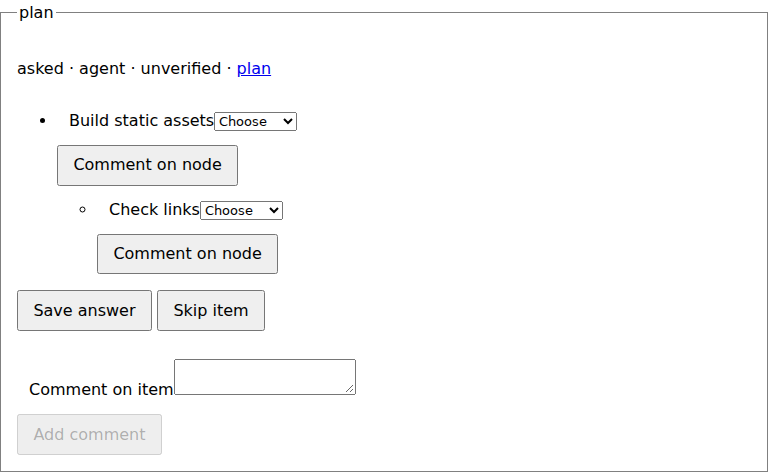 plan
asked · agent · unverified · plan
Build static assets Choose
Comment on node
Check links Choose
Comment on node
Save answer Skip item
Comment on item
Add comment